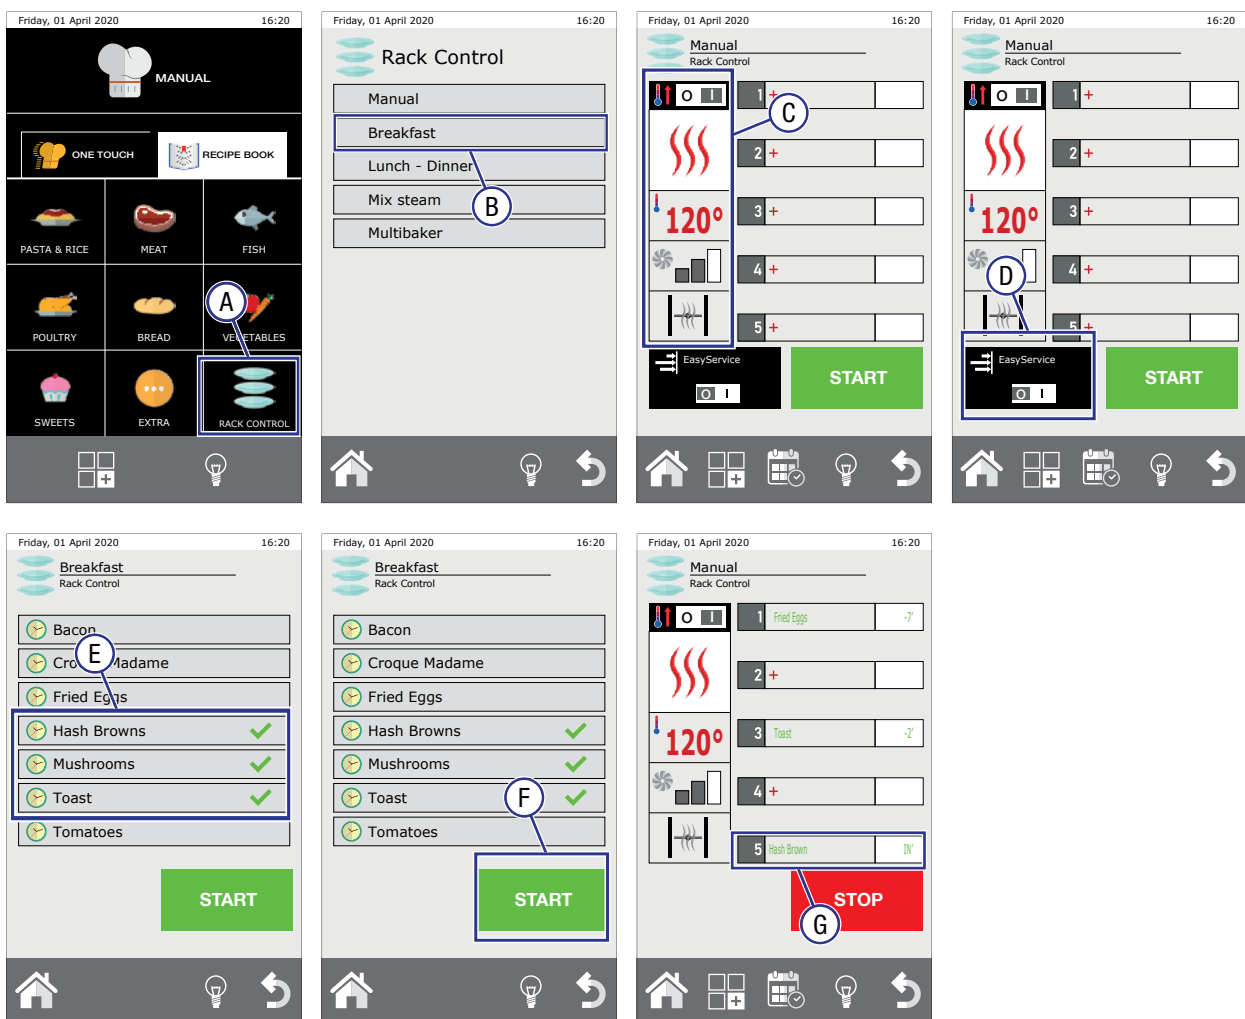 Friday, 01 April 2020 16:20
MANUAL
ONE TOUCH
RECIPE BOOK
PASTA & RICE
MEAT
FISH
A
POULTRY
BREAD
VEGETABLES
SWEETS
EXTRA
RACK CONTROL
Friday, 01 April 2020 16:20
Rack Control
Manual
Breakfast
Lunch - Dinner
Mix steam
B
Multibaker
Friday, 01 April 2020 16:20
Manual
Rack Control
O I
1 +
C
2 +
120°
3 +
4 +
5 +
EasyService
O I
START
Friday, 01 April 2020 16:20
Manual
Rack Control
O I
1 +
2 +
120°
3 +
D
4 +
5 +
EasyService
O I
START
Friday, 01 April 2020 16:20
Breakfast
Rack Control
Bacon
E
Croque Madame
Fried Eggs
Hash Browns
Mushrooms
Toast
Tomatoes
START
Friday, 01 April 2020 16:20
Breakfast
Rack Control
Bacon
Croque Madame
Fried Eggs
Hash Browns
Mushrooms
Toast
F
Tomatoes
START
Friday, 01 April 2020 16:20
Manual
Rack Control
O I
1 Fried Eggs -7'
2 +
120°
3 Toast -2'
4 +
5 Hash Brown IN'
STOP
G